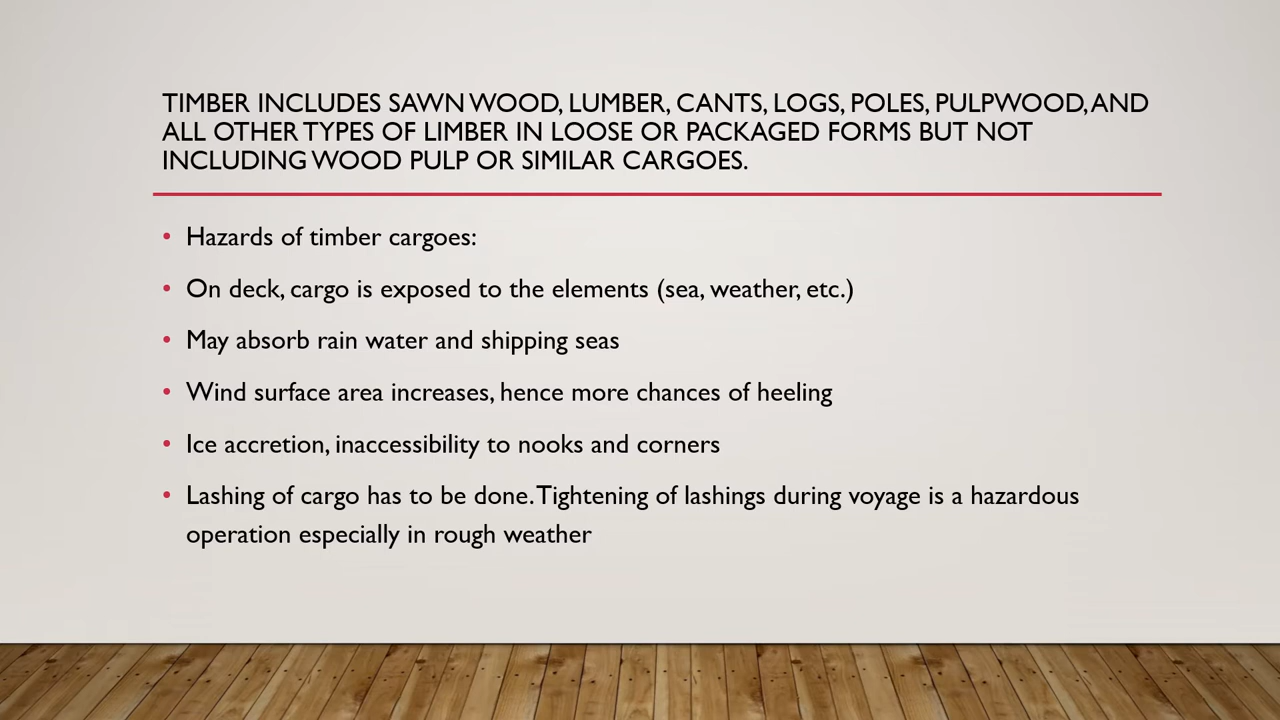 TIMBER INCLUDES SAWN WOOD, LUMBER, CANTS, LOGS, POLES, PULPWOOD, AND
ALL OTHER TYPES OF LIMBER IN LOOSE OR PACKAGED FORMS BUT NOT
INCLUDING WOOD PULP OR SIMILAR CARGOES.
• Hazards of timber cargoes:
• On deck, cargo is exposed to the elements (sea, weather, etc.)
• May absorb rain water and shipping seas
• Wind surface area increases, hence more chances of heeling
• Ice accretion, inaccessibility to nooks and corners
• Lashing of cargo has to be done. Tightening of lashings during voyage is a hazardous
operation especially in rough weather